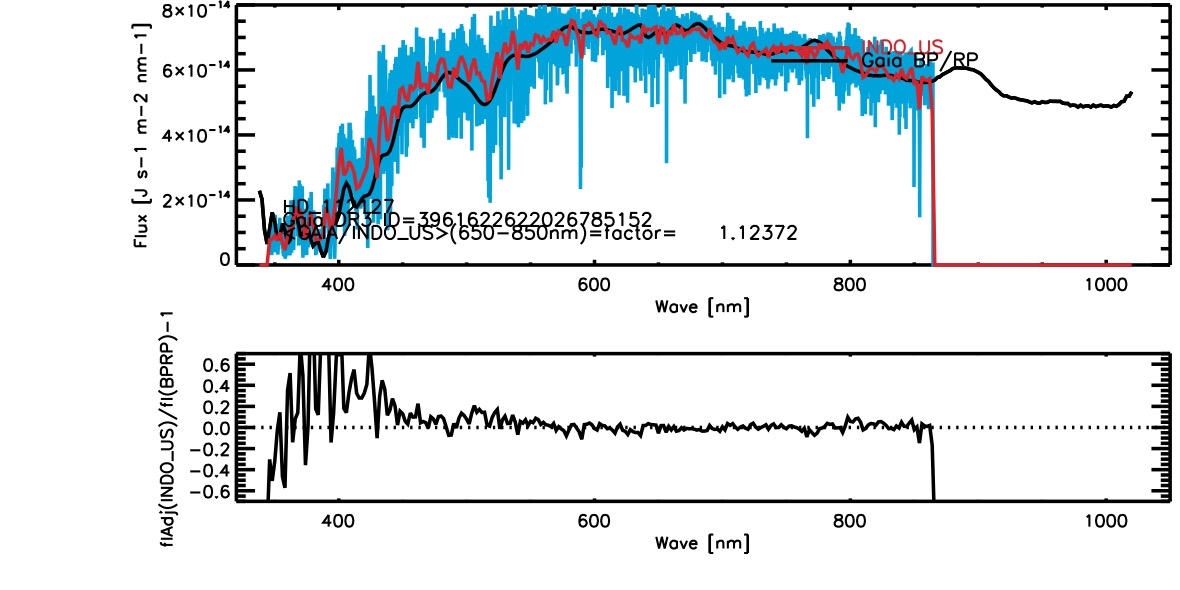 8×10⁻¹⁴
6×10⁻¹⁴
4×10⁻¹⁴
2×10⁻¹⁴
0
Flux [J s−1 m−2 nm−1]
INDO_US
Gaia BP/RP
Gaia DR3 ID=3961622622026785152
<GAIA/INDO_US>(650−850nm)=factor= 1.12372
400 600 800 1000
Wave [nm]
flAdj(INDO_US)/fl(BPRP)−1
0.6
0.4
0.2
0.0
−0.2
−0.4
−0.6
400 600 800 1000
Wave [nm]